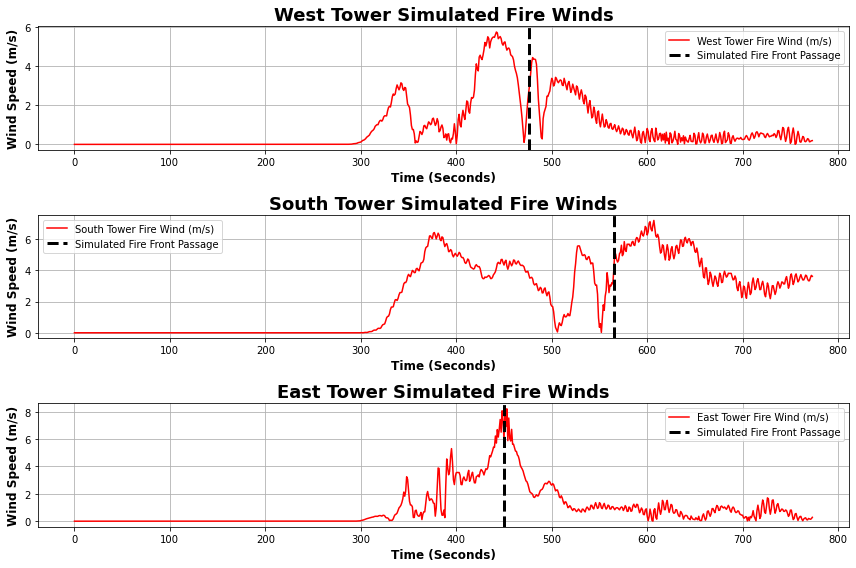 West Tower Simulated Fire Winds
Wind Speed (m/s)
6
4
2
0
West Tower Fire Wind (m/s)
Simulated Fire Front Passage
0 100 200 300 400 500 600 700 800
Time (Seconds)
South Tower Simulated Fire Winds
Wind Speed (m/s)
6
4
2
0
South Tower Fire Wind (m/s)
Simulated Fire Front Passage
0 100 200 300 400 500 600 700 800
Time (Seconds)
East Tower Simulated Fire Winds
Wind Speed (m/s)
8
6
4
2
0
East Tower Fire Wind (m/s)
Simulated Fire Front Passage
0 100 200 300 400 500 600 700 800
Time (Seconds)